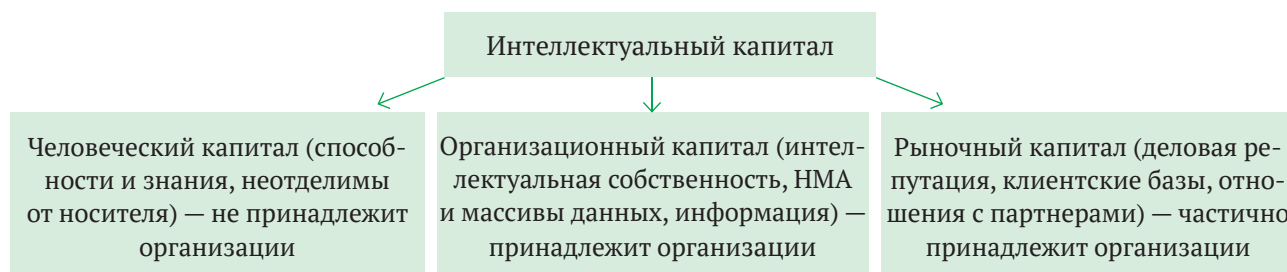 Интеллектуальный капитал
Человеческий капитал (способ-
ности и знания, неотделимы
от носителя) — не принадлежит
организации
Организационный капитал (интел-
лектуальная собственность, НМА
и массивы данных, информация) —
принадлежит организации
Рыночный капитал (деловая ре-
путация, клиентские базы, отно-
шения с партнерами) — частично
принадлежит организации